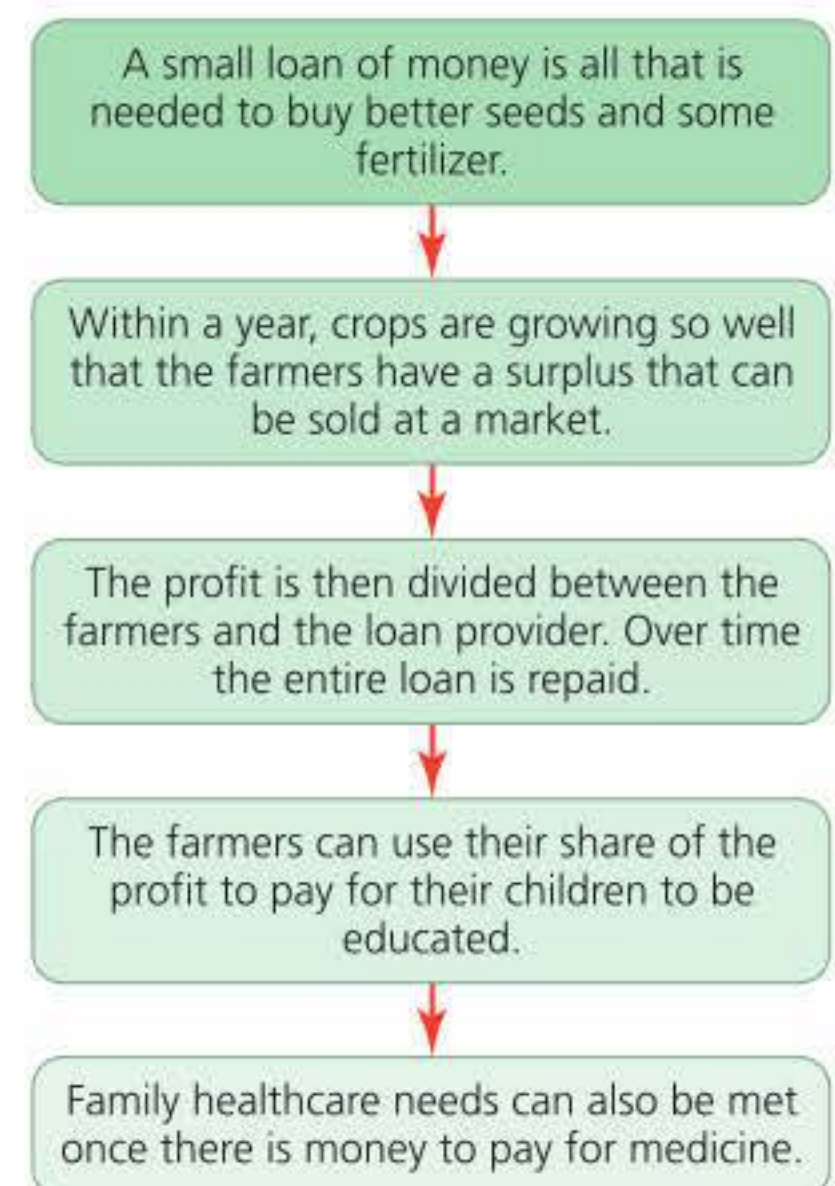 A small loan of money is all that is
needed to buy better seeds and some
fertilizer.
Within a year, crops are growing so well
that the farmers have a surplus that can
be sold at a market.
The profit is then divided between the
farmers and the loan provider. Over time
the entire loan is repaid.
The farmers can use their share of the
profit to pay for their children to be
educated.
Family healthcare needs can also be met
once there is money to pay for medicine.